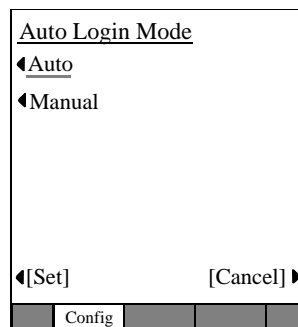 Auto Login Mode
Auto
Manual
[Set] [Cancel]
Config